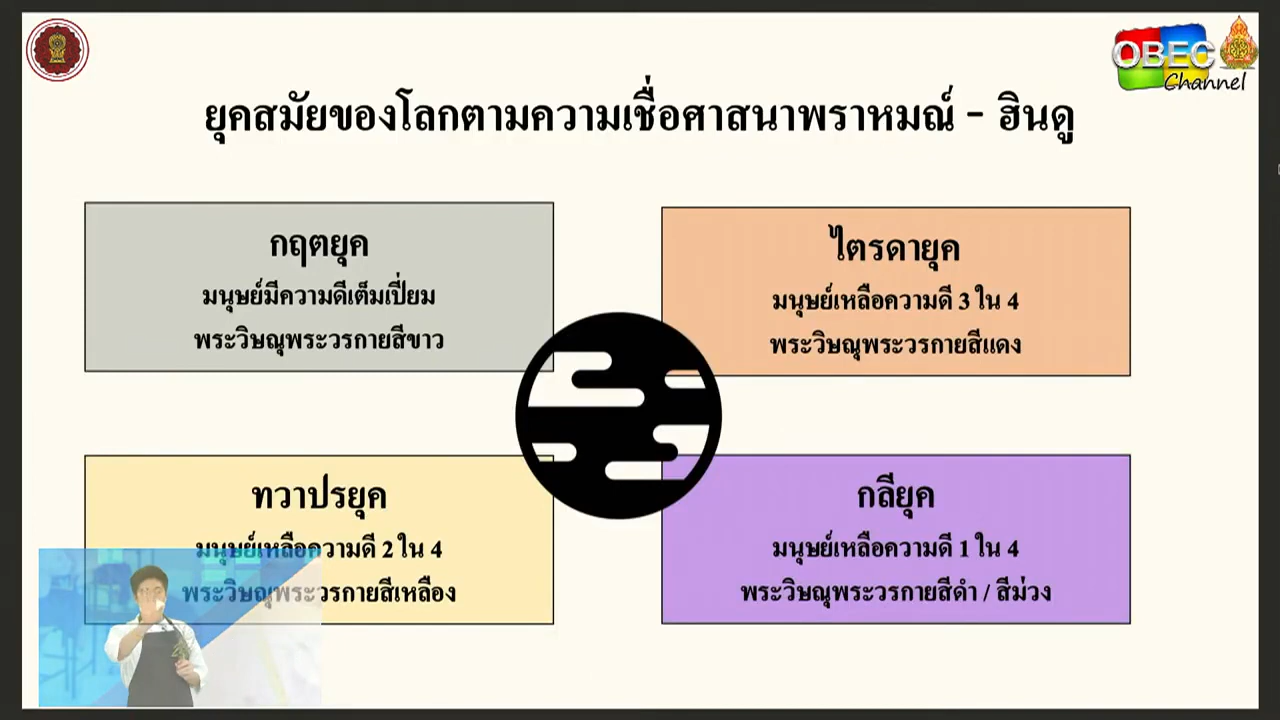 OBEC
Channel
ยุคสมัยของโลกตามความเชื่อศาสนาพราหมณ์ - ฮินดู
กฤตยุค
มนุษย์มีความดีเต็มเปี่ยม
พระวิษณุพระวรกายสีขาว
ไตรดายุค
มนุษย์เหลือความดี 3 ใน 4
พระวิษณุพระวรกายสีแดง
ทวาปรยุค
มนุษย์เหลือความดี 2 ใน 4
พระวิษณุพระวรกายสีเหลือง
กลียุค
มนุษย์เหลือความดี 1 ใน 4
พระวิษณุพระวรกายสีดำ / สีม่วง